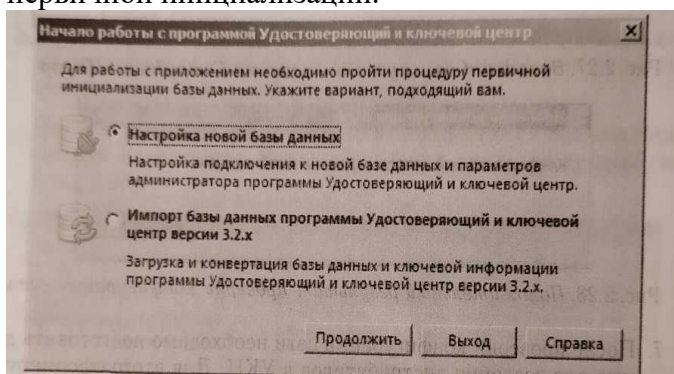 первичной инициализации.
Начало работы с программой Удостоверяющий и ключевой центр
Для работы с приложением необходимо пройти процедуру первичной
инициализации базы данных. Укажите вариант, подходящий вам.
Настройка новой базы данных
Настройка подключения к новой базе данных и параметров
администратора программы Удостоверяющий и ключевой центр.
Импорт базы данных программы Удостоверяющий и ключевой
центр версии 3.2.x
Загрузка и конвертация базы данных и ключевой информации
программы Удостоверяющий и ключевой центр версии 3.2.x.
Продолжить Выход Справка